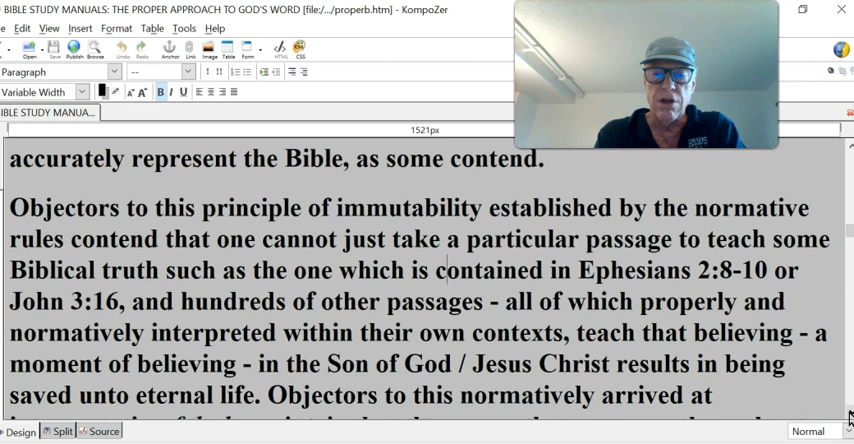 BIBLE STUDY MANUALS: THE PROPER APPROACH TO GOD'S WORD [file:/.../properb.htm] - KompoZer
e Edit View Insert Format Table Tools Help
Open Save Publish Browse Undo Redo Anchor Link Image Table Form HTML CSS
Paragraph -- ! !!
Variable Width A A B I U
IBLE STUDY MANUA...
1521px
accurately represent the Bible, as some contend.
Objectors to this principle of immutability established by the normative
rules contend that one cannot just take a particular passage to teach some
Biblical truth such as the one which is contained in Ephesians 2:8-10 or
John 3:16, and hundreds of other passages - all of which properly and
normatively interpreted within their own contexts, teach that believing - a
moment of believing - in the Son of God / Jesus Christ results in being
saved unto eternal life. Objectors to this normatively arrived at
Design Split Source Normal